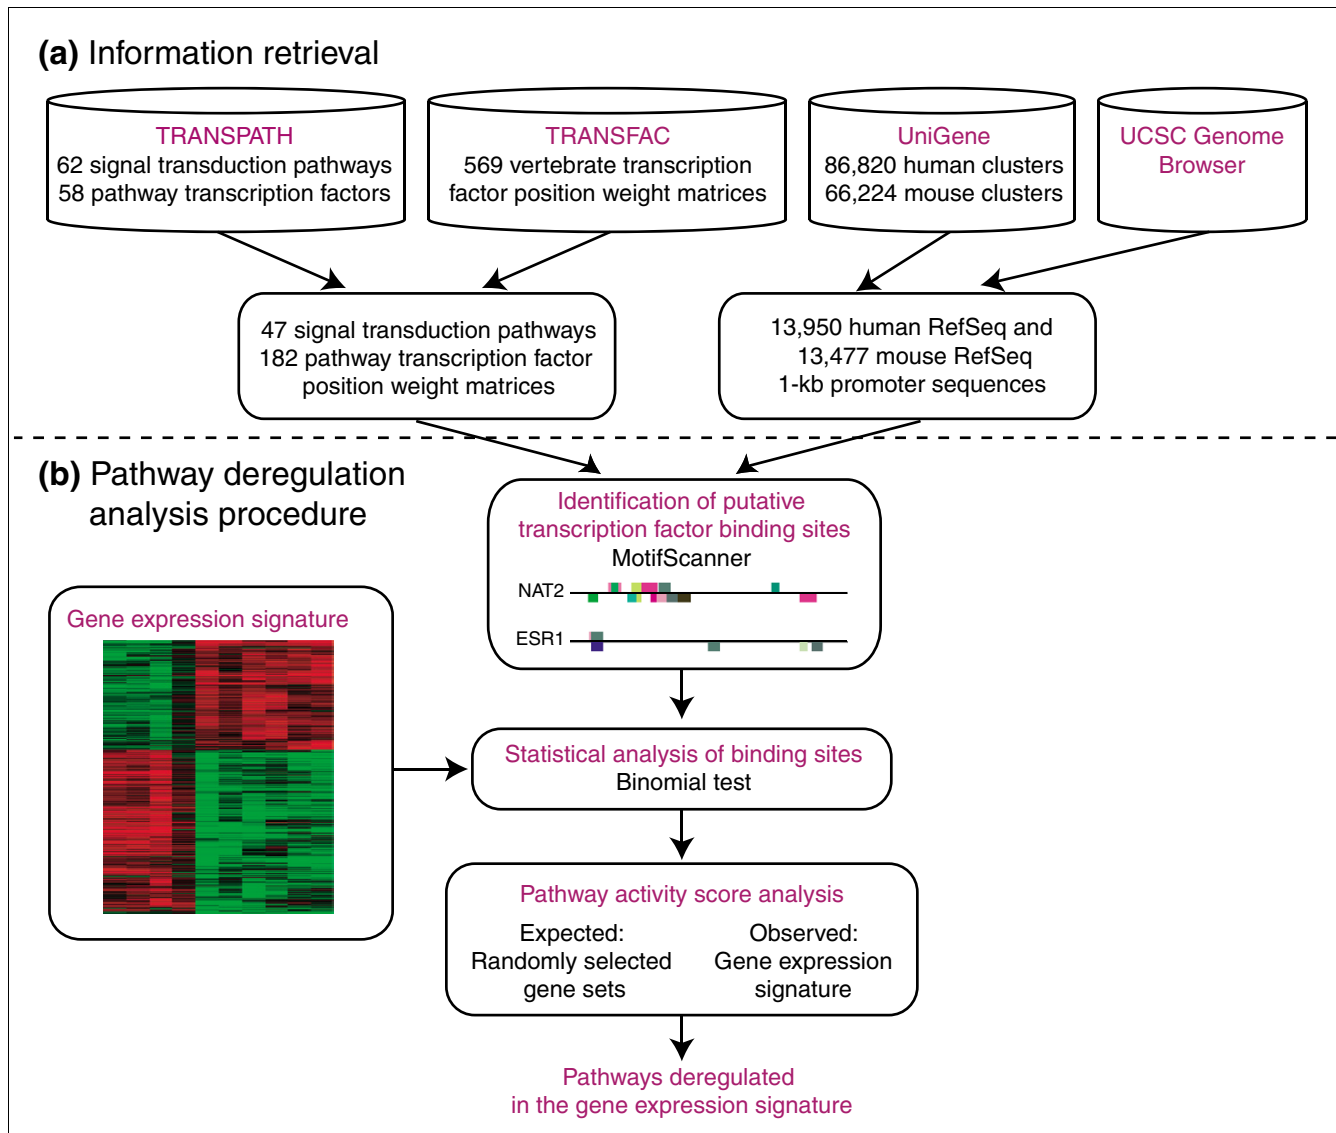 (a) Information retrieval
TRANSPATH
62 signal transduction pathways
58 pathway transcription factors
TRANSFAC
569 vertebrate transcription
factor position weight matrices
UniGene
86,820 human clusters
66,224 mouse clusters
UCSC Genome
Browser
47 signal transduction pathways
182 pathway transcription factor
position weight matrices
13,950 human RefSeq and
13,477 mouse RefSeq
1-kb promoter sequences
(b) Pathway deregulation
analysis procedure
Identification of putative
transcription factor binding sites
MotifScanner
NAT2
ESR1
Gene expression signature
Statistical analysis of binding sites
Binomial test
Pathway activity score analysis
Expected:
Randomly selected
gene sets
Observed:
Gene expression
signature
Pathways deregulated
in the gene expression signature